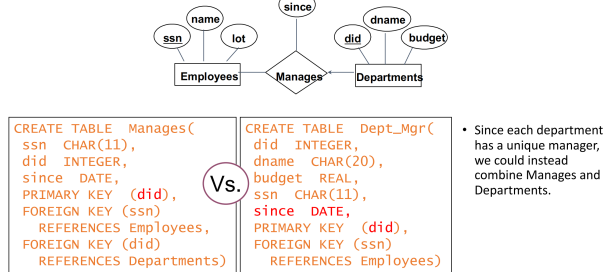 since
name
dname
ssn
lot
did
budget
Employees
Manages
Departments
CREATE TABLE Manages(
ssn CHAR(11),
did INTEGER,
since DATE,
PRIMARY KEY (did),
FOREIGN KEY (ssn)
REFERENCES Employees,
FOREIGN KEY (did)
REFERENCES Departments)
Vs.
CREATE TABLE Dept_Mgr(
did INTEGER,
dname CHAR(20),
budget REAL,
ssn CHAR(11),
since DATE,
PRIMARY KEY (did),
FOREIGN KEY (ssn)
REFERENCES Employees)
• Since each department
has a unique manager,
we could instead
combine Manages and
Departments.